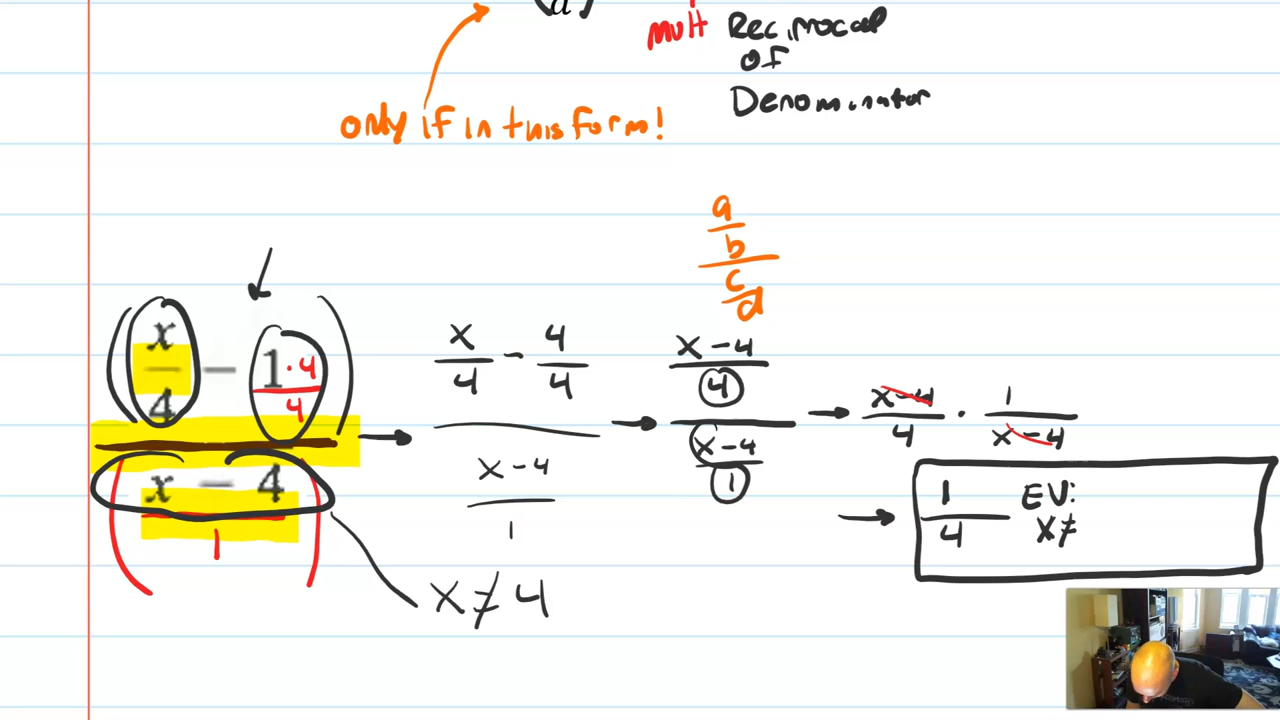 (d)
mult Reciprocal
of
Denominator
only if in this form!
a
b
c
d
x/4 − 1·4/4
x − 4
1
x/4 − 4/4
x−4
1
x−4
4
x−4
1
x−4/4 · 1/x−4
1/4 EV:
x≠
x≠4